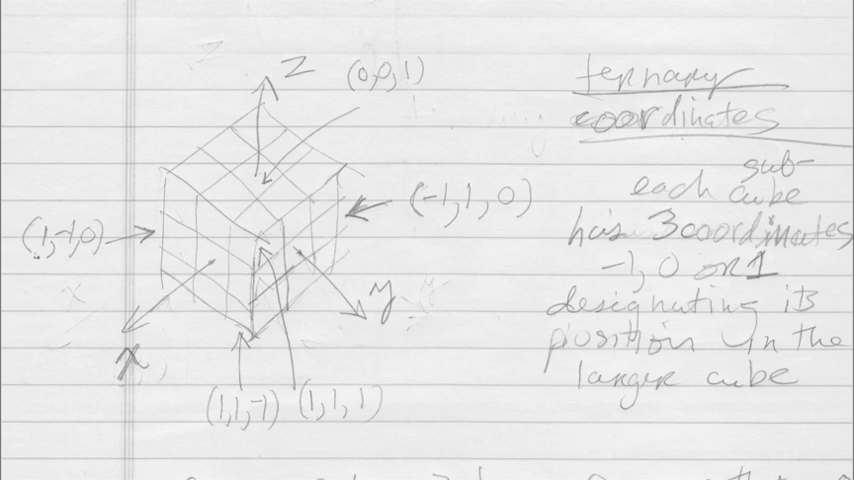 z
(0,0,1)
(-1,1,0)
(1,-1,0)
y
x
(1,1,-1)
(1,1,1)
ternary
coordinates
each sub-cube
has 3 coordinates
-1, 0 or 1
designating its
position in the
larger cube